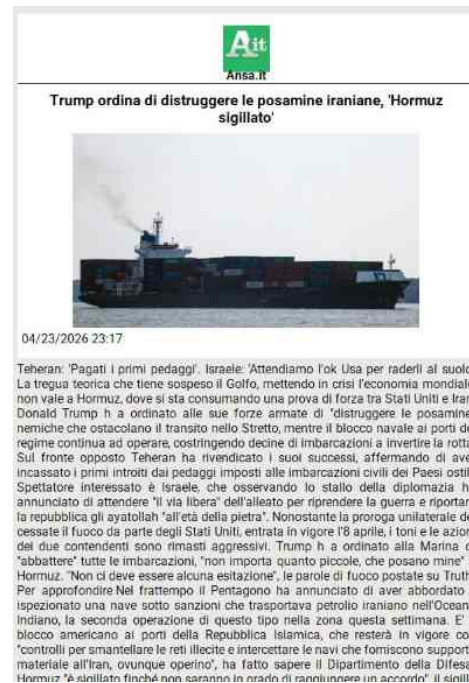 Ait
Ansa.it
Trump ordina di distruggere le posamine iraniane, 'Hormuz
sigillato'
04/23/2026 23:17
Teheran: 'Pagati i primi pedaggi'. Israele: 'Attendiamo l'ok Usa per raderli al suolo
La tregua teorica che tiene sospeso il Golfo, mettendo in crisi l'economia mondiale
non vale a Hormuz, dove si sta consumando una prova di forza tra Stati Uniti e Iran
Donald Trump h a ordinato alle sue forze armate di "distruggere le posamine
nemiche che ostacolano il transito nello Stretto, mentre il blocco navale ai porti de
regime continua ad operare, costringendo decine di imbarcazioni a invertire la rotta
Sul fronte opposto Teheran ha rivendicato i suoi successi, affermando di ave
incassato i primi introiti dai pedaggi imposti alle imbarcazioni civili dei Paesi ostil
Spettatore interessato è Israele, che osservando lo stallo della diplomazia h
annunciato di attendere "il via libera" dell'alleato per riprendere la guerra e riportar
la repubblica gli ayatollah "all'età della pietra". Nonostante la proroga unilaterale de
cessate il fuoco da parte degli Stati Uniti, entrata in vigore l'8 aprile, i toni e le azion
dei due contendenti sono rimasti aggressivi. Trump h a ordinato alla Marina d
"abbattere" tutte le imbarcazioni, "non importa quanto piccole, che posano mine"
Hormuz. "Non ci deve essere alcuna esitazione", le parole di fuoco postate su Truth
Per approfondire Nel frattempo il Pentagono ha annunciato di aver abbordato
ispezionato una nave sotto sanzioni che trasportava petrolio iraniano nell'Ocean
Indiano, la seconda operazione di questo tipo nella zona questa settimana. E'
blocco americano ai porti della Repubblica Islamica, che resterà in vigore co
"controlli per smantellare le reti illecite e intercettare le navi che forniscono support
materiale all'Iran, ovunque operino", ha fatto sapere il Dipartimento della Difesa
Hormuz "è sigillato finché non saranno in grado di raggiungere un accordo", il sigill